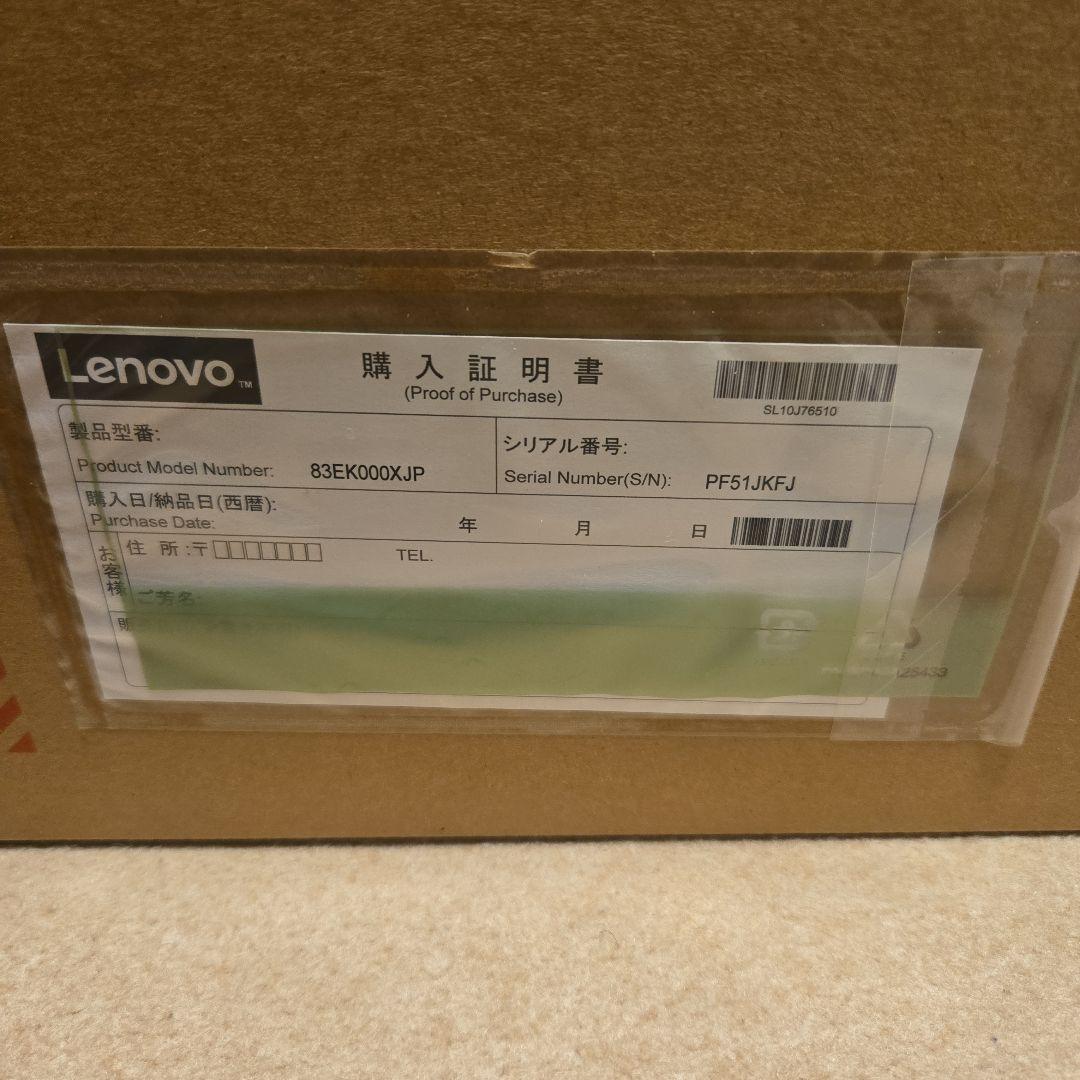 Lenovo™
購入証明書
(Proof of Purchase)
SL10J76510
製品型番:
Product Model Number: 83EK000XJP
シリアル番号:
Serial Number(S/N): PF51JKFJ
購入日/納品日(西暦):
Purchase Date: 年 月 日
お客様
住所:〒 TEL.
ご芳名: